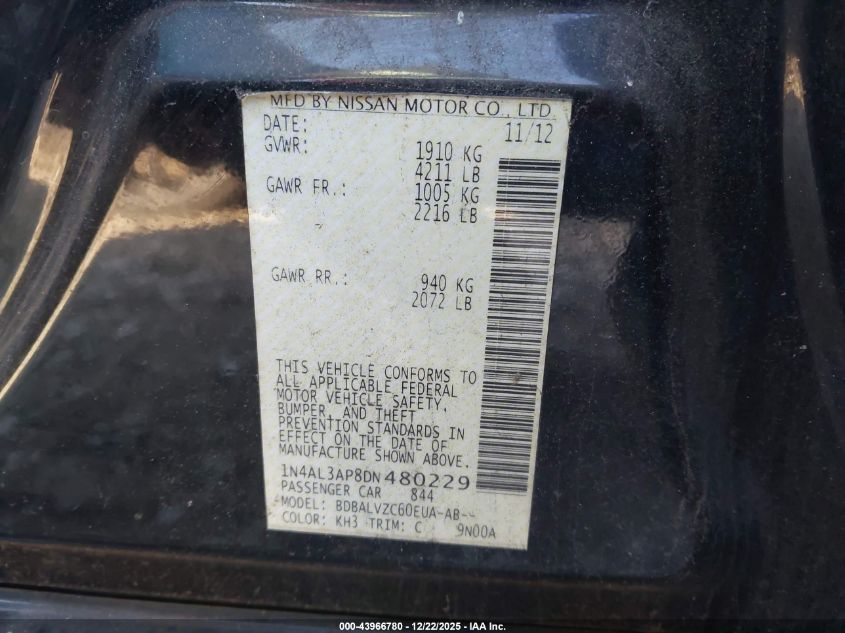 MFD BY NISSAN MOTOR CO., LTD.
DATE: 11/12
GVWR: 1910 KG
4211 LB
GAWR FR.: 1005 KG
2216 LB
GAWR RR.: 940 KG
2072 LB
THIS VEHICLE CONFORMS TO
ALL APPLICABLE FEDERAL
MOTOR VEHICLE SAFETY,
BUMPER, AND THEFT
PREVENTION STANDARDS IN
EFFECT ON THE DATE OF
MANUFACTURE SHOWN ABOVE.
1N4AL3AP8DN480229
PASSENGER CAR 844
MODEL: BDBALVZC60EUA-AB--
COLOR: KH3 TRIM: C 9N00A
000-43966780 - 12/22/2025 - IAA Inc.